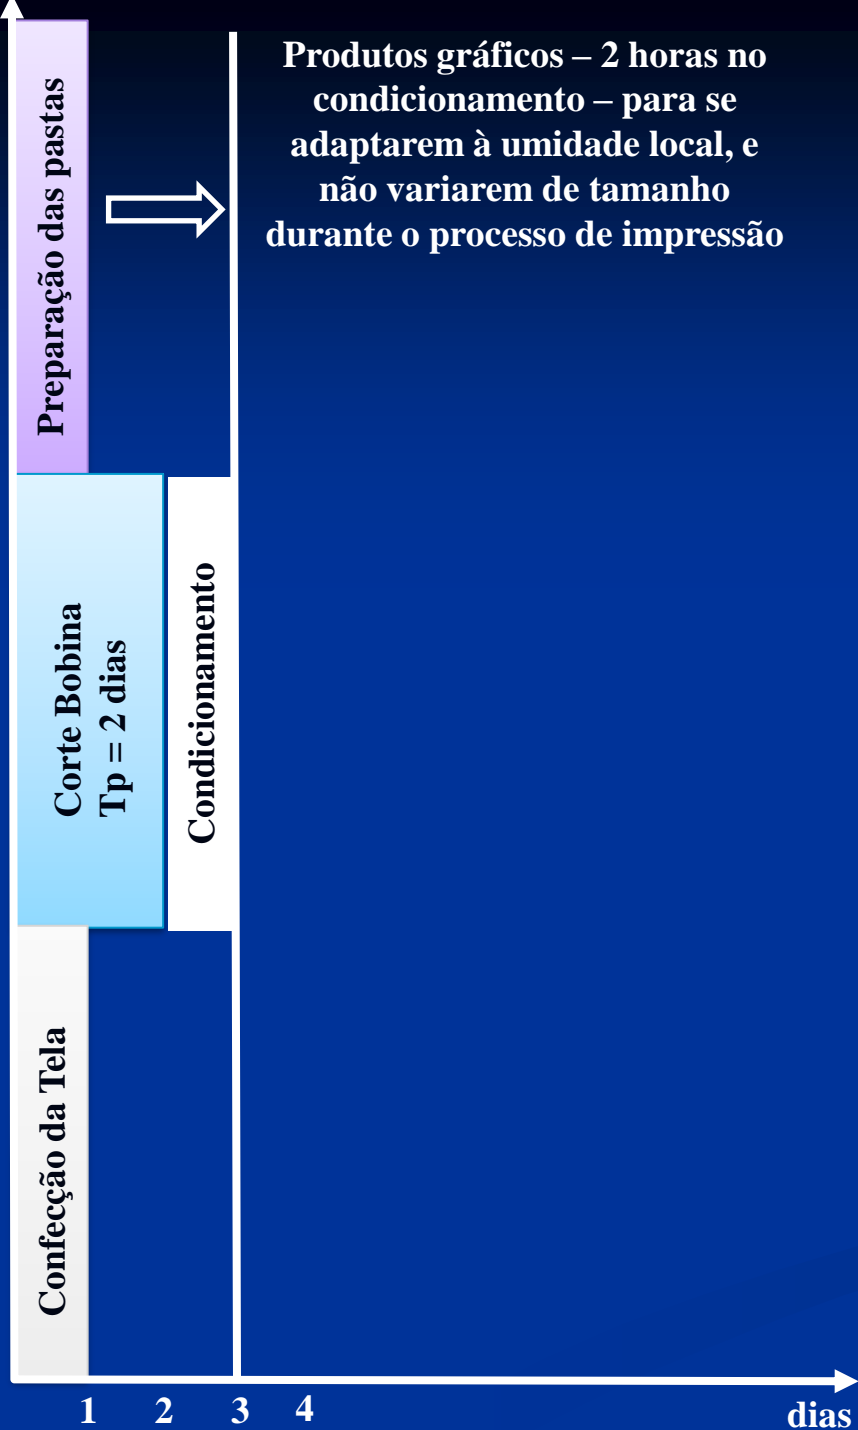 Produtos gráficos – 2 horas no
condicionamento – para se
adaptarem à umidade local, e
não variarem de tamanho
durante o processo de impressão
Preparação das pastas
Corte Bobina
Tp = 2 dias
Condicionamento
Confecção da Tela
1 2 3 4 dias